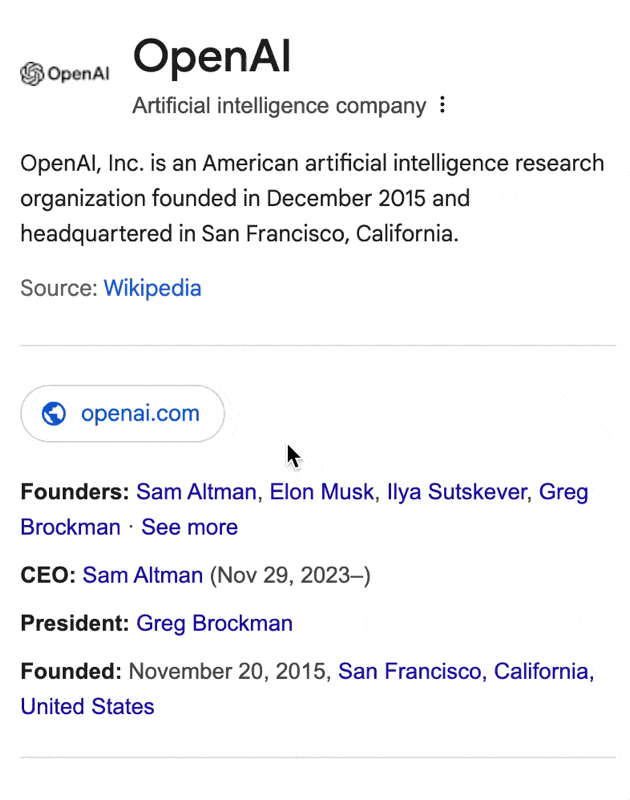 OpenAI
OpenAI
Artificial intelligence company
OpenAI, Inc. is an American artificial intelligence research
organization founded in December 2015 and
headquartered in San Francisco, California.
Source: Wikipedia
openai.com
Founders: Sam Altman, Elon Musk, Ilya Sutskever, Greg
Brockman · See more
CEO: Sam Altman (Nov 29, 2023–)
President: Greg Brockman
Founded: November 20, 2015, San Francisco, California,
United States